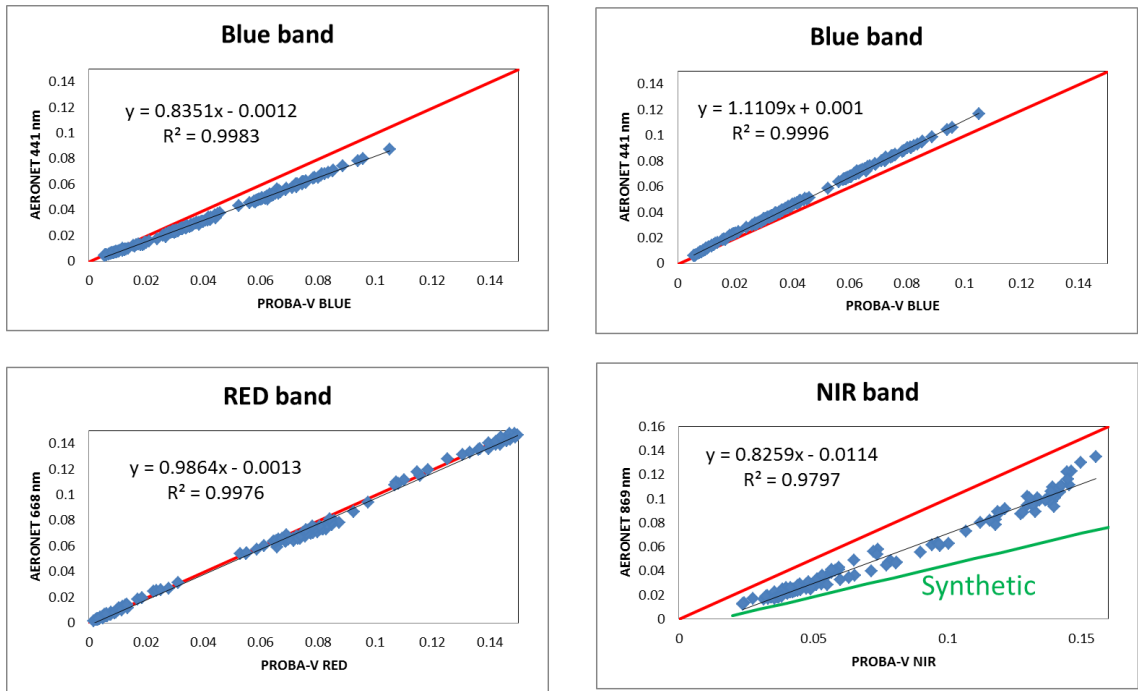 Blue band
y = 0.8351x - 0.0012
R² = 0.9983
AERONET 441 nm
0.14
0.12
0.1
0.08
0.06
0.04
0.02
0
0 0.02 0.04 0.06 0.08 0.1 0.12 0.14
PROBA-V BLUE
Blue band
y = 1.1109x + 0.001
R² = 0.9996
AERONET 441 nm
0.14
0.12
0.1
0.08
0.06
0.04
0.02
0
0 0.02 0.04 0.06 0.08 0.1 0.12 0.14
PROBA-V BLUE
RED band
y = 0.9864x - 0.0013
R² = 0.9976
AERONET 668 nm
0.14
0.12
0.1
0.08
0.06
0.04
0.02
0
0 0.02 0.04 0.06 0.08 0.1 0.12 0.14
PROBA-V RED
NIR band
y = 0.8259x - 0.0114
R² = 0.9797
AERONET 869 nm
0.16
0.14
0.12
0.1
0.08
0.06
0.04
0.02
0
Synthetic
0 0.05 0.1 0.15
PROBA-V NIR